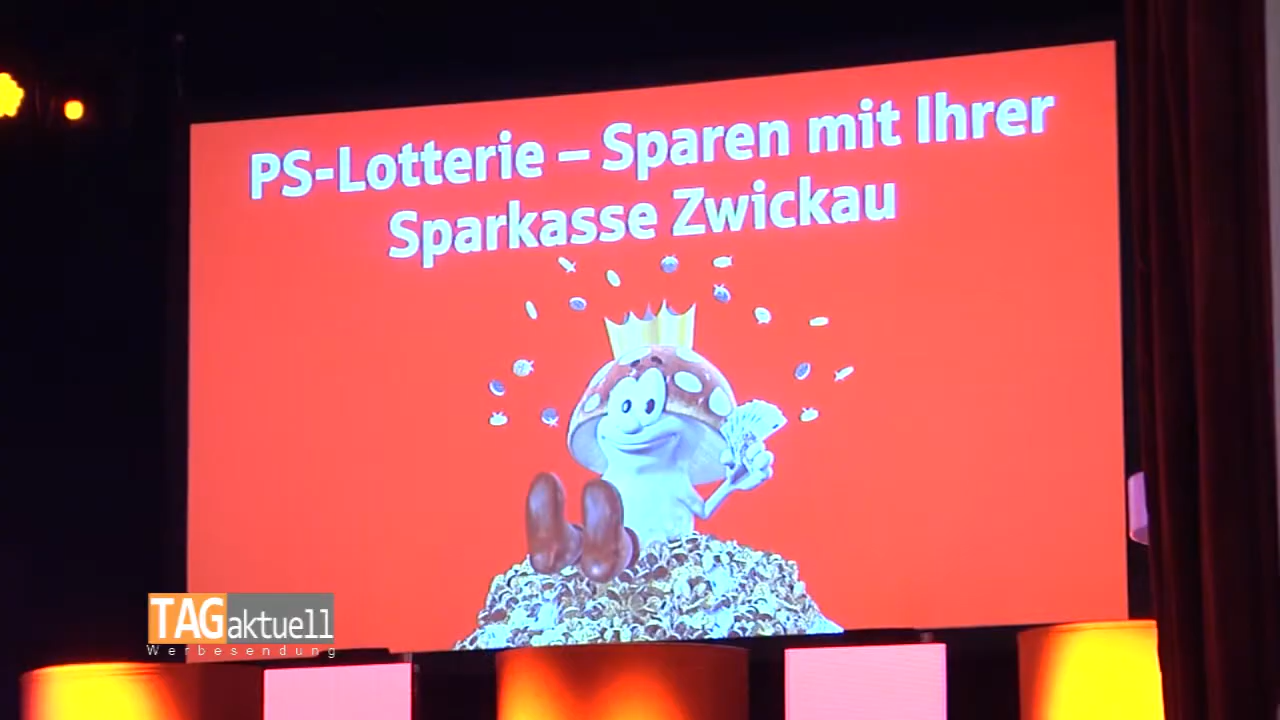 PS-Lotterie – Sparen mit Ihrer
Sparkasse Zwickau
TAGaktuell
Werbesendung